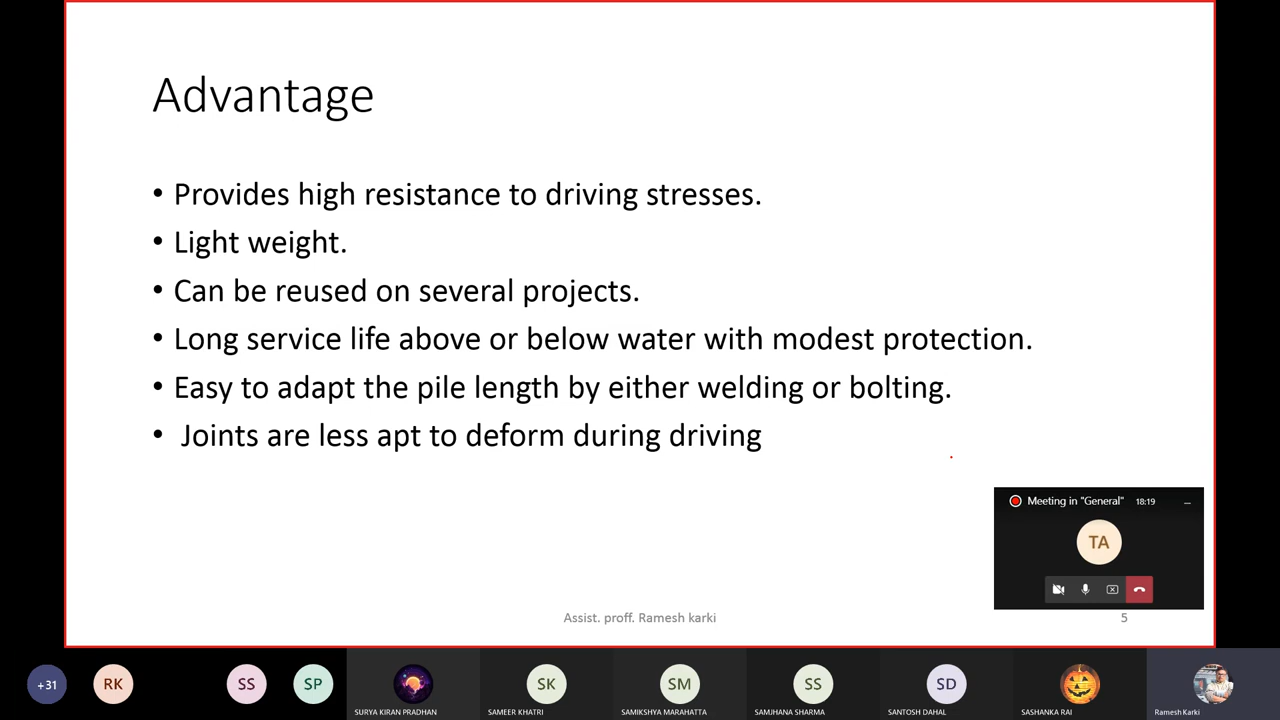 Advantage
• Provides high resistance to driving stresses.
• Light weight.
• Can be reused on several projects.
• Long service life above or below water with modest protection.
• Easy to adapt the pile length by either welding or bolting.
• Joints are less apt to deform during driving
Meeting in "General" 18:19
TA
Assist. proff. Ramesh karki
5
+31
RK
SS
SP
SURYA KIRAN PRADHAN
SK
SAMEER KHATRI
SM
SAMIKSHYA MARAHATTA
SS
SAMJHANA SHARMA
SD
SANTOSH DAHAL
SASHANKA RAI
Ramesh Karki